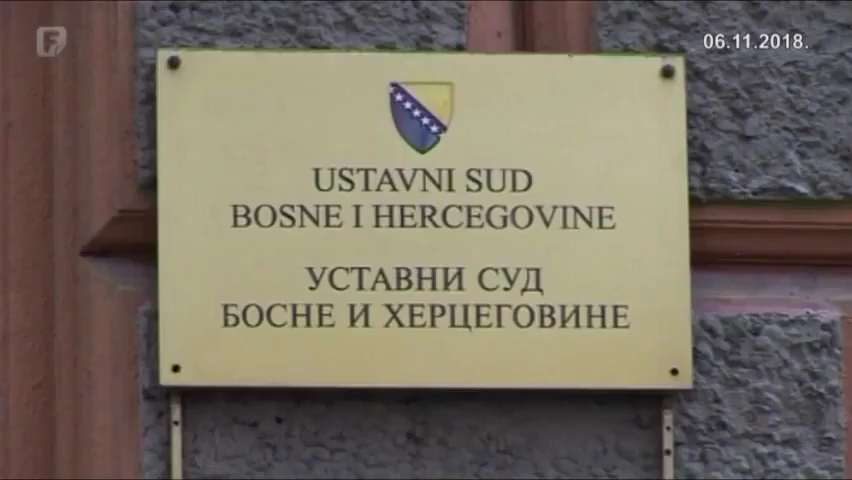 06.11.2018.
USTAVNI SUD
BOSNE I HERCEGOVINE
УСТАВНИ СУД
БОСНЕ И ХЕРЦЕГОВИНЕ